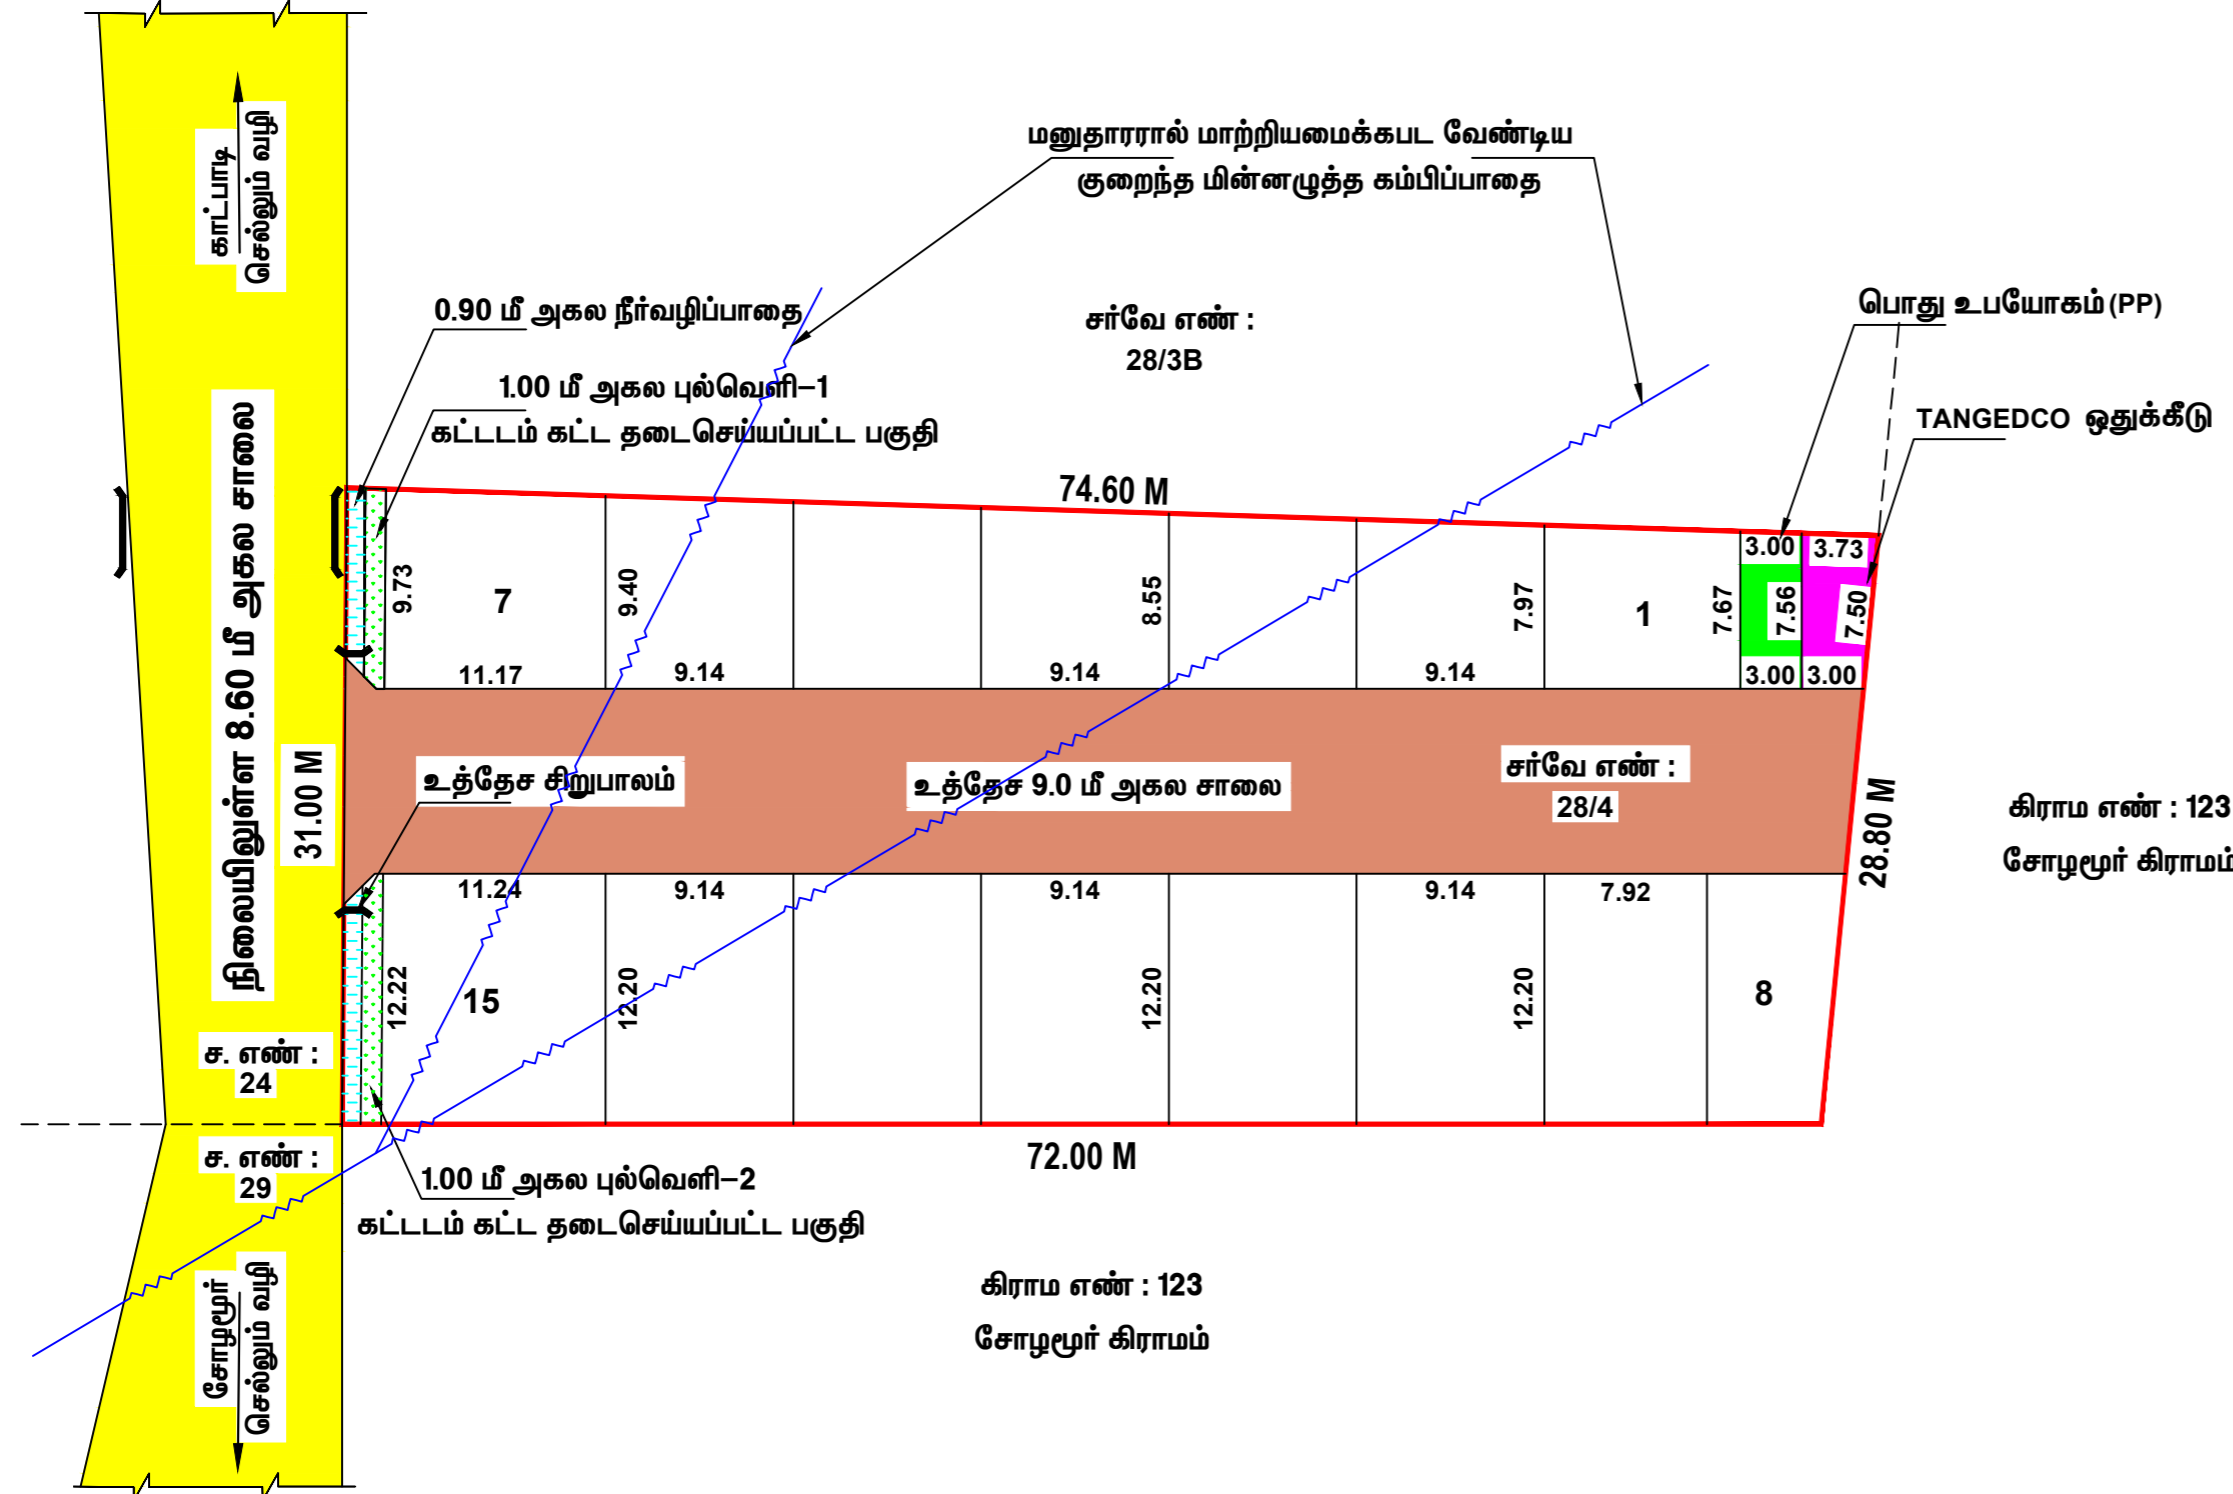 மனுதாரரால் மாற்றியமைக்கபட வேண்டிய
குறைந்த மின்னழுத்த கம்பிப்பாதை
காட்பாடி
செல்லும் வழி
0.90 மீ அகல நீர்வழிப்பாதை
சர்வே எண் :
28/3B
பொது உபயோகம் (PP)
1.00 மீ அகல புல்வெளி-1
கட்டடம் கட்ட தடைசெய்யப்பட்ட பகுதி
TANGEDCO ஒதுக்கீடு
நிலையிலுள்ள 8.60 மீ அகல சாலை
74.60 M
3.00 3.73
9.73 7 9.40 8.55 7.97 1 7.67 7.56 7.50
11.17 9.14 9.14 9.14 3.00 3.00
31.00 M
உத்தேச சிறுபாலம்
உத்தேச 9.0 மீ அகல சாலை
சர்வே எண் :
28/4
28.80 M
கிராம எண் : 123
சோழமூர் கிராமம்
11.24 9.14 9.14 9.14 7.92
12.22 15 12.20 12.20 12.20 8
ச. எண் :
24
ச. எண் :
29
72.00 M
1.00 மீ அகல புல்வெளி-2
கட்டடம் கட்ட தடைசெய்யப்பட்ட பகுதி
சோழமூர்
செல்லும் வழி
கிராம எண் : 123
சோழமூர் கிராமம்